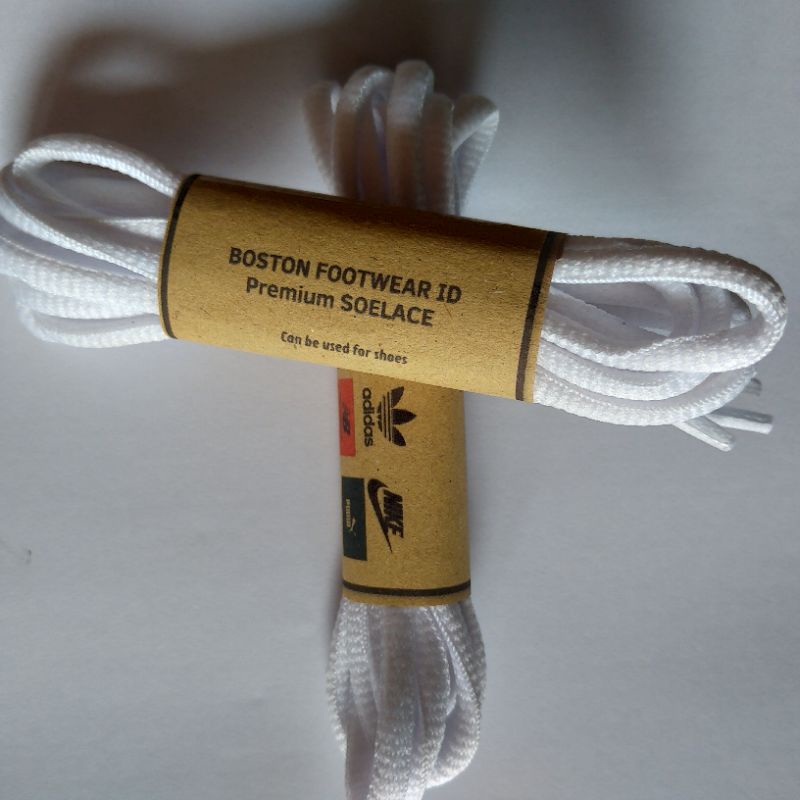 BOSTON FOOTWEAR ID
Premium SOELACE
Can be used for shoes
adidas
NIKE